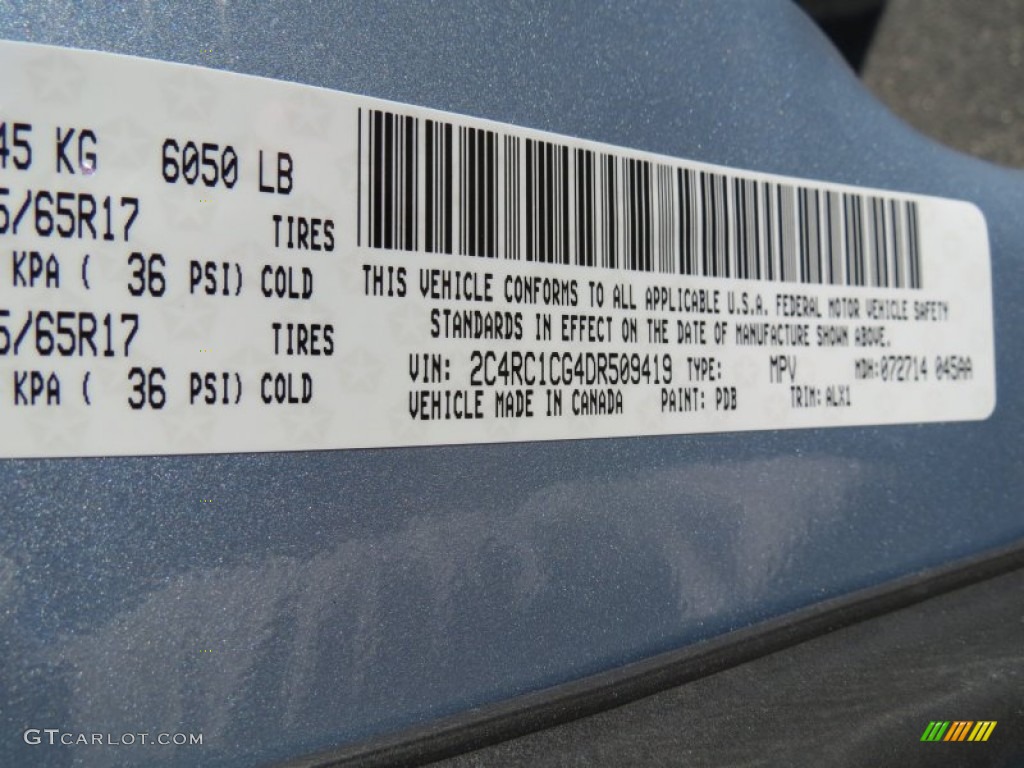 45 KG 6050 LB
5/65R17 TIRES
KPA ( 36 PSI) COLD
5/65R17 TIRES
KPA ( 36 PSI) COLD
THIS VEHICLE CONFORMS TO ALL APPLICABLE U.S.A. FEDERAL MOTOR VEHICLE SAFETY
STANDARDS IN EFFECT ON THE DATE OF MANUFACTURE SHOWN ABOVE.
VIN: 2C4RC1CG4DR509419 TYPE: MPV MDH: 072714 045AA
VEHICLE MADE IN CANADA PAINT: PDB TRIM: ALX1
GTCARLOT.COM